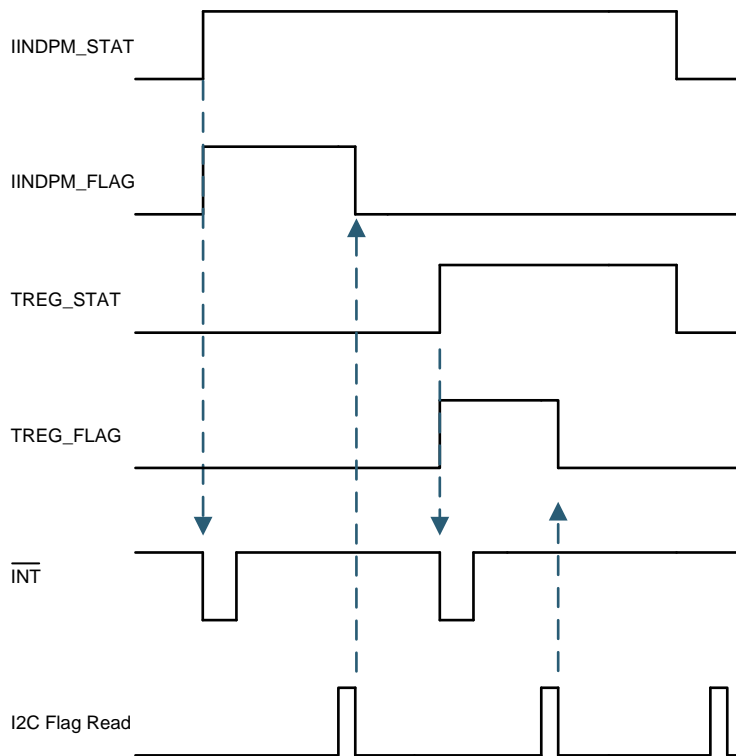 IINDPM_STAT
IINDPM_FLAG
TREG_STAT
TREG_FLAG
INT
I2C Flag Read